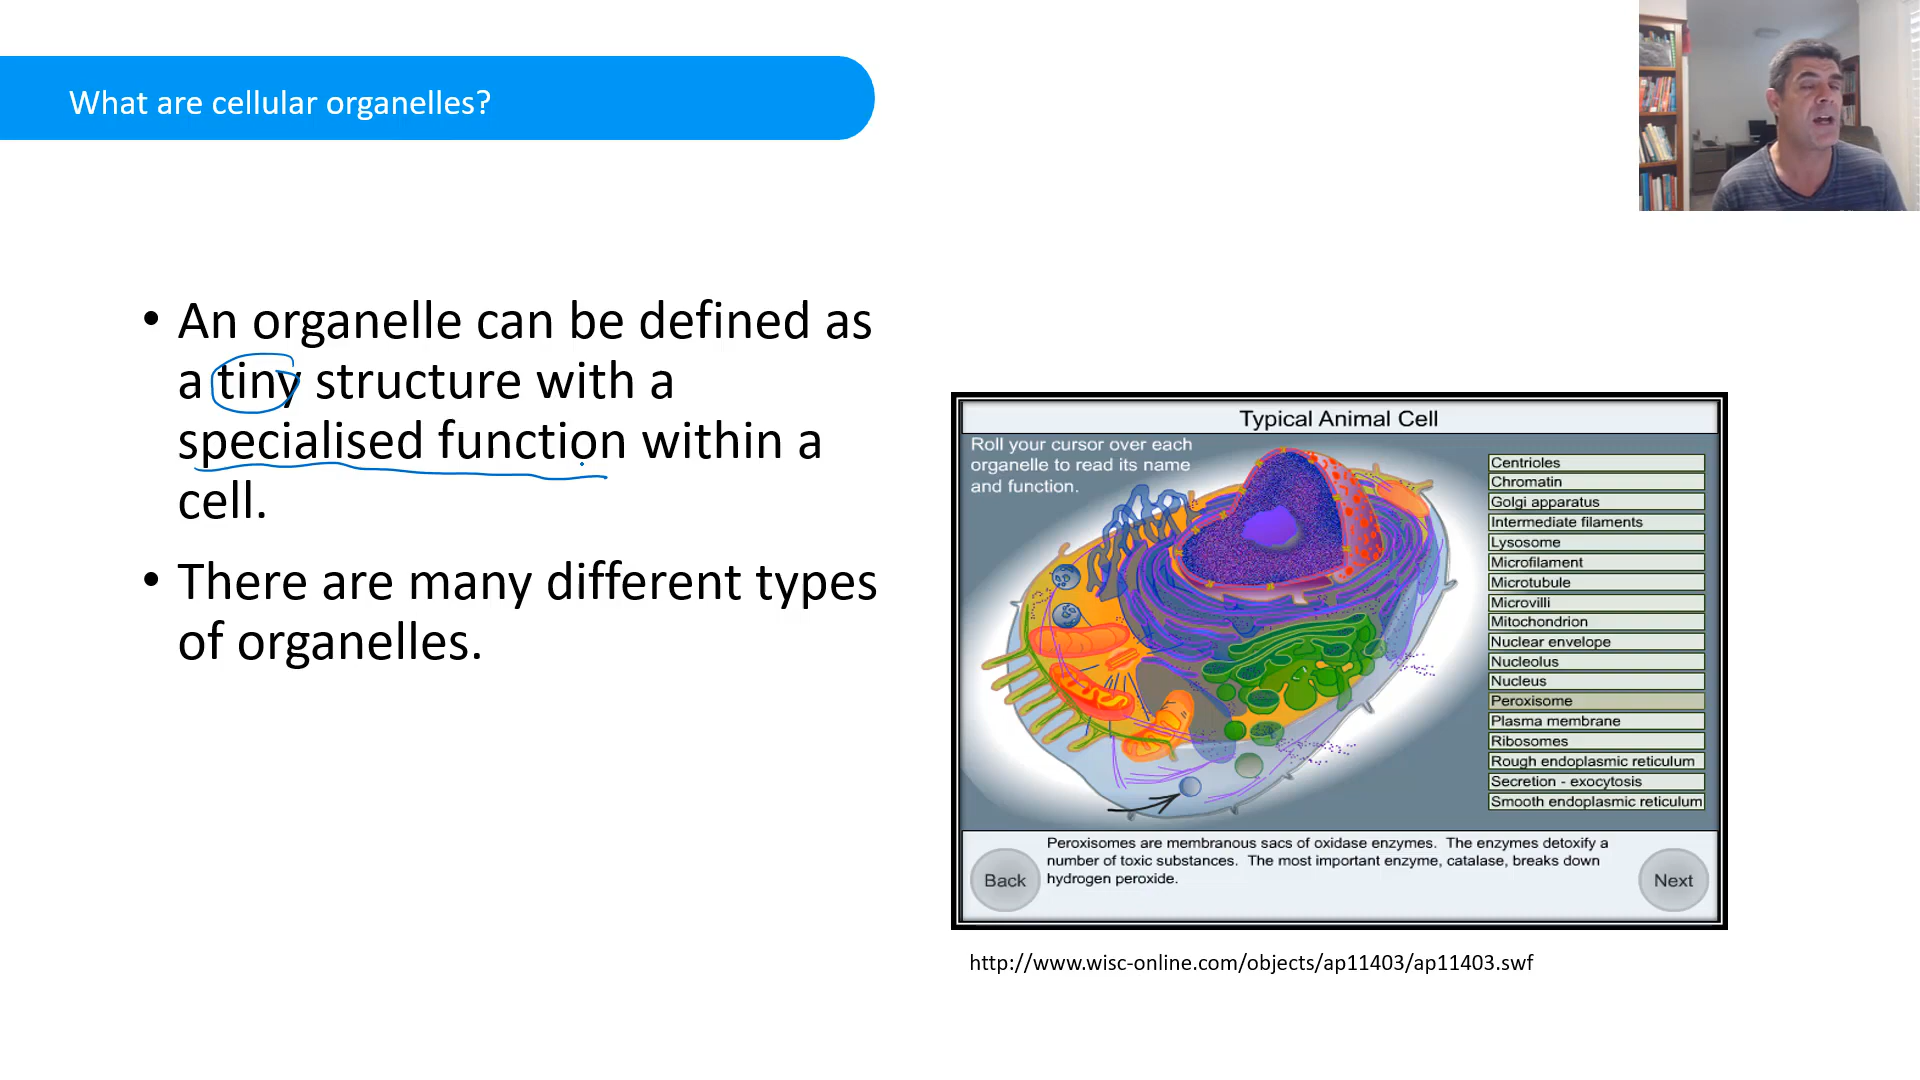 What are cellular organelles?
• An organelle can be defined as
a tiny structure with a
specialised function within a
cell.
• There are many different types
of organelles.
Typical Animal Cell
Roll your cursor over each
organelle to read its name
and function.
Centrioles
Chromatin
Golgi apparatus
Intermediate filaments
Lysosome
Microfilament
Microtubule
Microvilli
Mitochondrion
Nuclear envelope
Nucleolus
Nucleus
Peroxisome
Plasma membrane
Ribosomes
Rough endoplasmic reticulum
Secretion - exocytosis
Smooth endoplasmic reticulum
Peroxisomes are membranous sacs of oxidase enzymes. The enzymes detoxify a
number of toxic substances. The most important enzyme, catalase, breaks down
hydrogen peroxide.
Back
Next
http://www.wisc-online.com/objects/ap11403/ap11403.swf